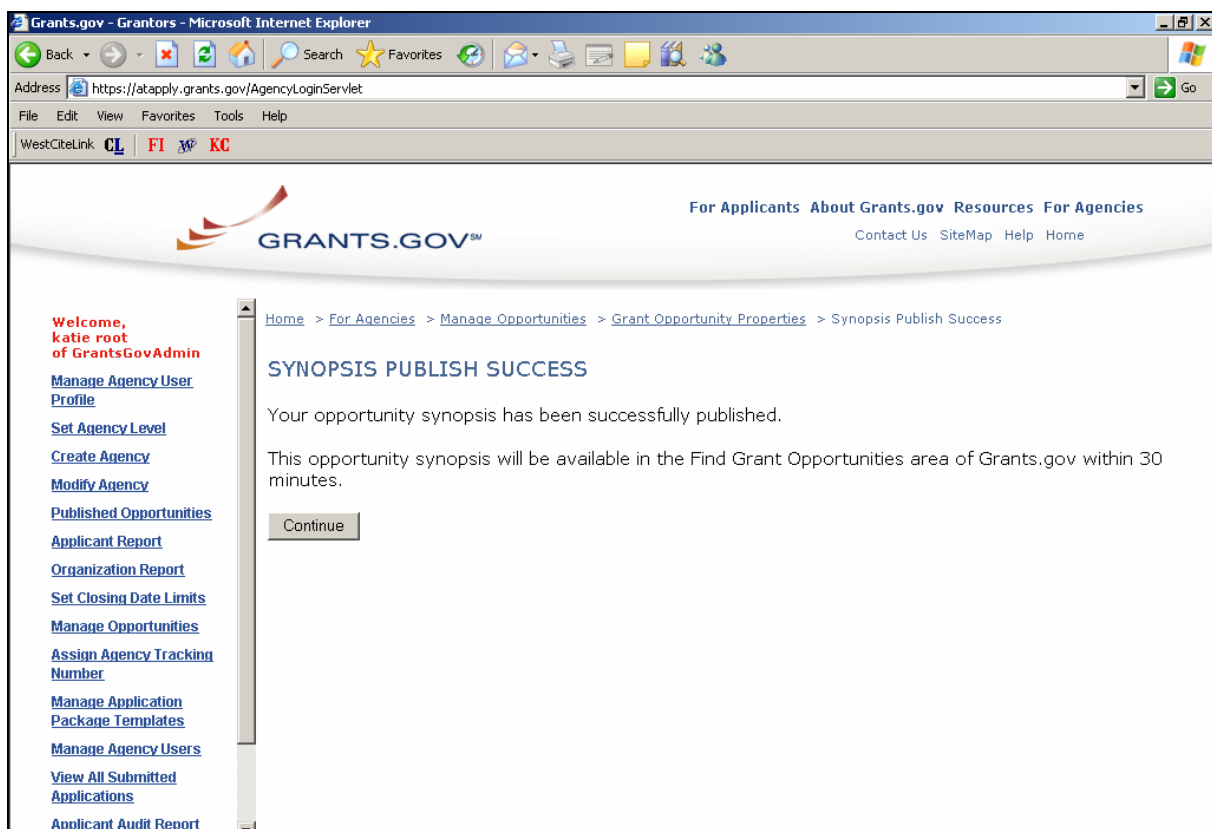 Grants.gov - Grantors - Microsoft Internet Explorer
Back Search Favorites
Address https://atapply.grants.gov/AgencyLoginServlet Go
File Edit View Favorites Tools Help
WestCiteLink CL FI KC
For Applicants About Grants.gov Resources For Agencies
GRANTS.GOV℠
Contact Us SiteMap Help Home
Welcome,
katie root
of GrantsGovAdmin
Manage Agency User
Profile
Set Agency Level
Create Agency
Modify Agency
Published Opportunities
Applicant Report
Organization Report
Set Closing Date Limits
Manage Opportunities
Assign Agency Tracking
Number
Manage Application
Package Templates
Manage Agency Users
View All Submitted
Applications
Applicant Audit Report
Home > For Agencies > Manage Opportunities > Grant Opportunity Properties > Synopsis Publish Success
SYNOPSIS PUBLISH SUCCESS
Your opportunity synopsis has been successfully published.
This opportunity synopsis will be available in the Find Grant Opportunities area of Grants.gov within 30
minutes.
Continue